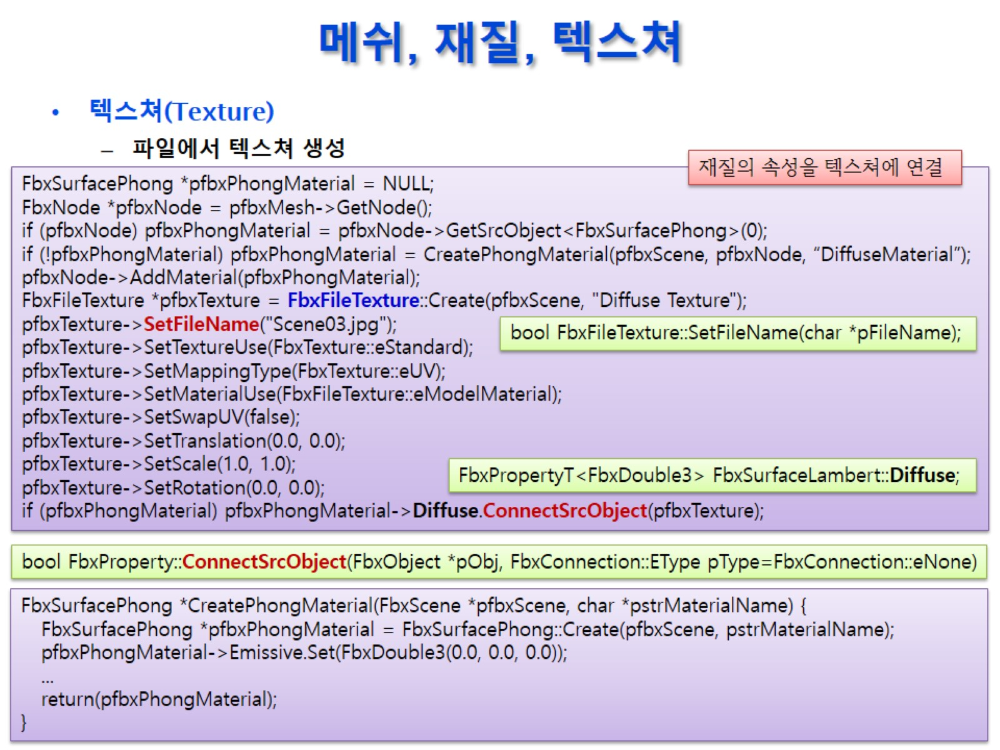 메쉬, 재질, 텍스쳐
• 텍스쳐(Texture)
– 파일에서 텍스쳐 생성
재질의 속성을 텍스쳐에 연결
FbxSurfacePhong *pfbxPhongMaterial = NULL;
FbxNode *pfbxNode = pfbxMesh->GetNode();
if (pfbxNode) pfbxPhongMaterial = pfbxNode->GetSrcObject<FbxSurfacePhong>(0);
if (!pfbxPhongMaterial) pfbxPhongMaterial = CreatePhongMaterial(pfbxScene, pfbxNode, “DiffuseMaterial”);
pfbxNode->AddMaterial(pfbxPhongMaterial);
FbxFileTexture *pfbxTexture = FbxFileTexture::Create(pfbxScene, "Diffuse Texture");
pfbxTexture->SetFileName("Scene03.jpg");
bool FbxFileTexture::SetFileName(char *pFileName);
pfbxTexture->SetTextureUse(FbxTexture::eStandard);
pfbxTexture->SetMappingType(FbxTexture::eUV);
pfbxTexture->SetMaterialUse(FbxFileTexture::eModelMaterial);
pfbxTexture->SetSwapUV(false);
pfbxTexture->SetTranslation(0.0, 0.0);
pfbxTexture->SetScale(1.0, 1.0);
FbxPropertyT<FbxDouble3> FbxSurfaceLambert::Diffuse;
pfbxTexture->SetRotation(0.0, 0.0);
if (pfbxPhongMaterial) pfbxPhongMaterial->Diffuse.ConnectSrcObject(pfbxTexture);
bool FbxProperty::ConnectSrcObject(FbxObject *pObj, FbxConnection::EType pType=FbxConnection::eNone)
FbxSurfacePhong *CreatePhongMaterial(FbxScene *pfbxScene, char *pstrMaterialName) {
FbxSurfacePhong *pfbxPhongMaterial = FbxSurfacePhong::Create(pfbxScene, pstrMaterialName);
pfbxPhongMaterial->Emissive.Set(FbxDouble3(0.0, 0.0, 0.0));
...
return(pfbxPhongMaterial);
}